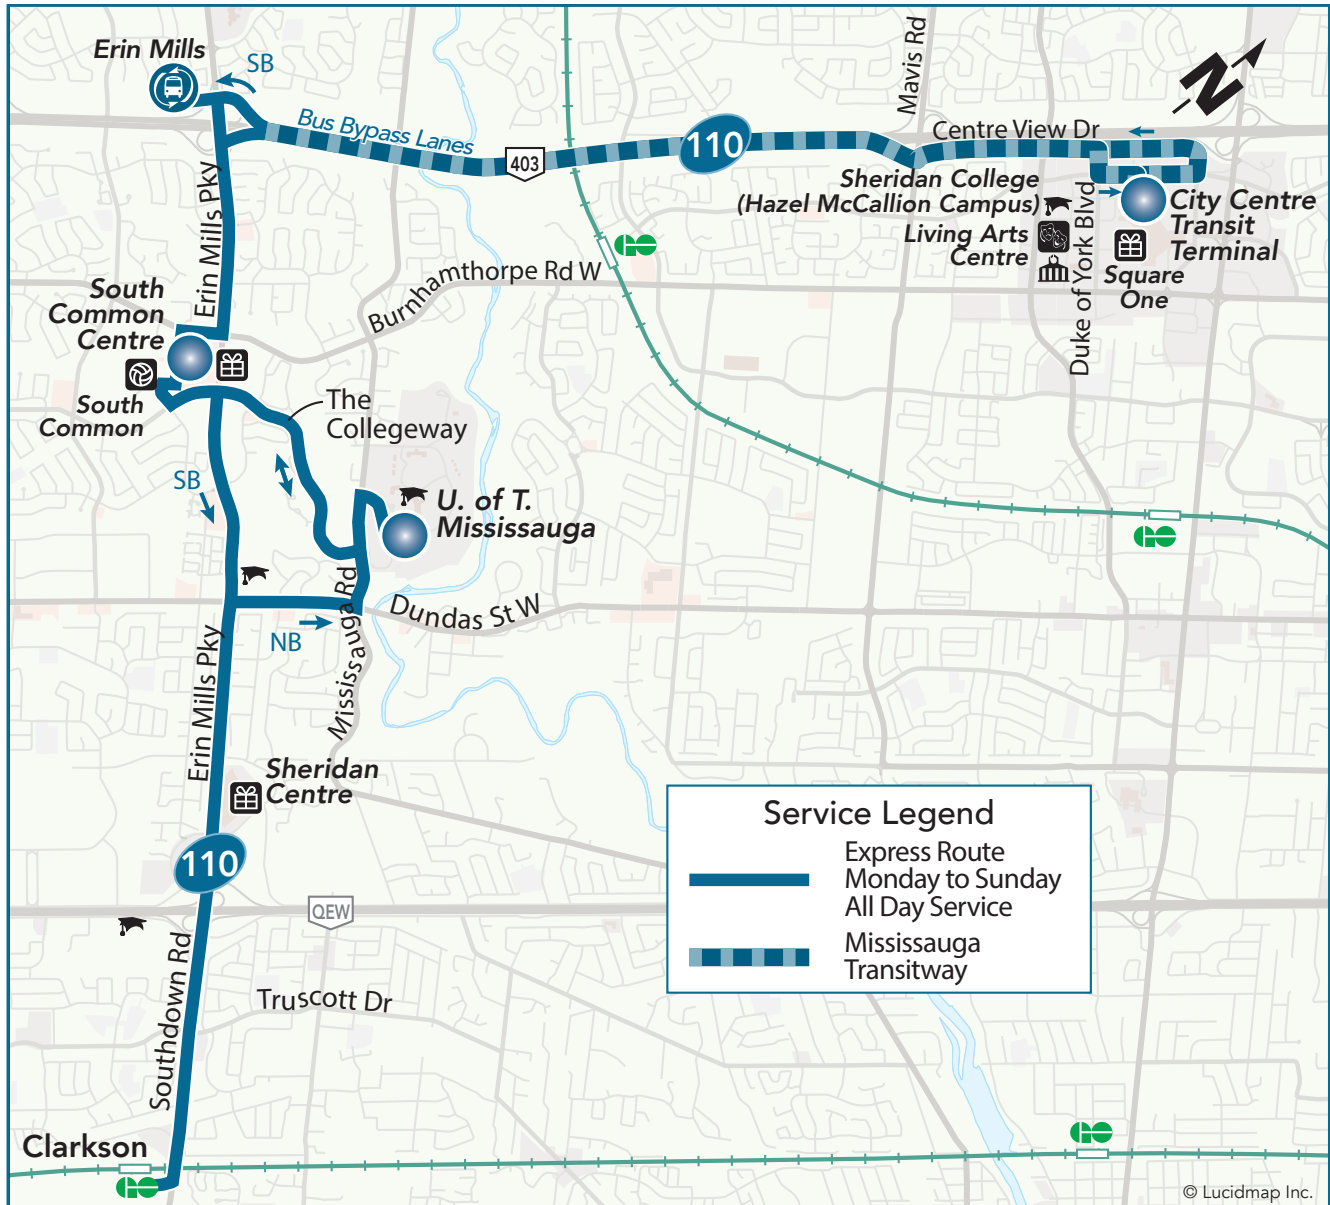 Erin Mills
SB
Bus Bypass Lanes
403
110
Mavis Rd
Centre View Dr
N
Sheridan College
(Hazel McCallion Campus)
Living Arts
Centre
Duke of York Blvd
City Centre
Transit
Terminal
Square
One
Erin Mills Pky
South
Common
Centre
Burnhamthorpe Rd W
GO
South
Common
The
Collegeway
SB
U. of T.
Mississauga
GO
Mississauga Rd
Dundas St W
NB
Erin Mills Pky
Sheridan
Centre
110
QEW
Southdown Rd
Truscott Dr
Service Legend
Express Route
Monday to Sunday
All Day Service
Mississauga
Transitway
Clarkson
GO
GO
© Lucidmap Inc.